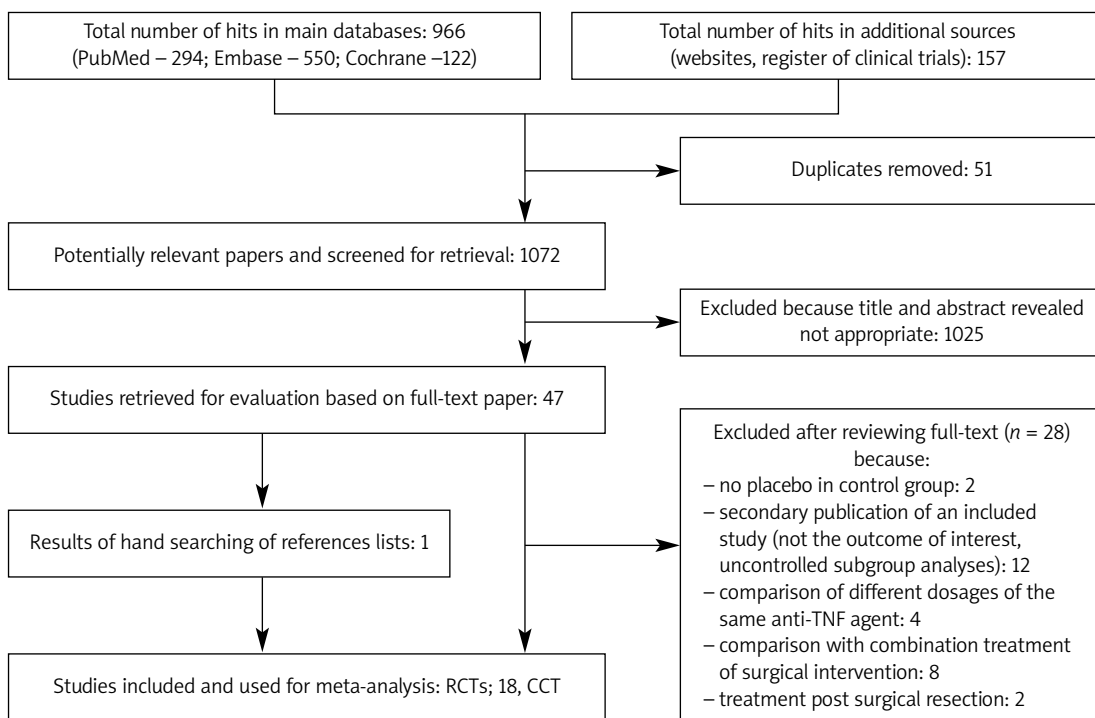 Total number of hits in main databases: 966
(PubMed – 294; Embase – 550; Cochrane –122)
Total number of hits in additional sources
(websites, register of clinical trials): 157
Duplicates removed: 51
Potentially relevant papers and screened for retrieval: 1072
Excluded because title and abstract revealed
not appropriate: 1025
Studies retrieved for evaluation based on full-text paper: 47
Excluded after reviewing full-text (n = 28)
because:
– no placebo in control group: 2
– secondary publication of an included
study (not the outcome of interest,
uncontrolled subgroup analyses): 12
– comparison of different dosages of the
same anti-TNF agent: 4
– comparison with combination treatment
of surgical intervention: 8
– treatment post surgical resection: 2
Results of hand searching of references lists: 1
Studies included and used for meta-analysis: RCTs; 18, CCT